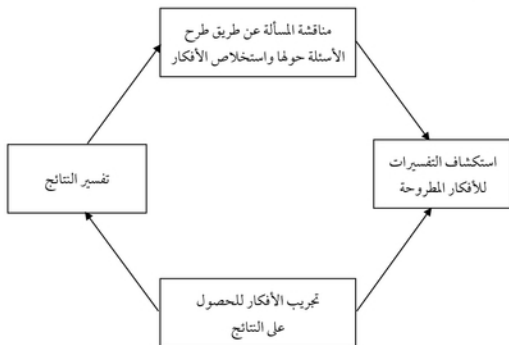 مناقشة المسألة عن طريق طرح
الأسئلة حولها واستخلاص الأفكار
استكشاف التفسيرات
للأفكار المطروحة
تفسير النتائج
تجريب الأفكار للحصول
على النتائج